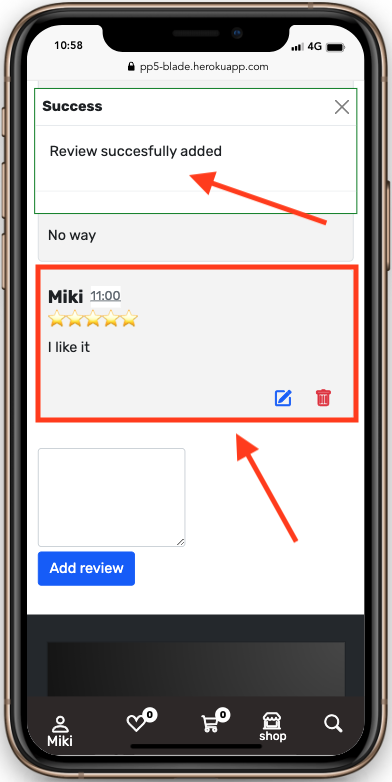 10:58
4G
pp5-blade.herokuapp.com
Success
Review succesfully added
No way
Miki 11:00
I like it
Add review
0
0
Miki
shop